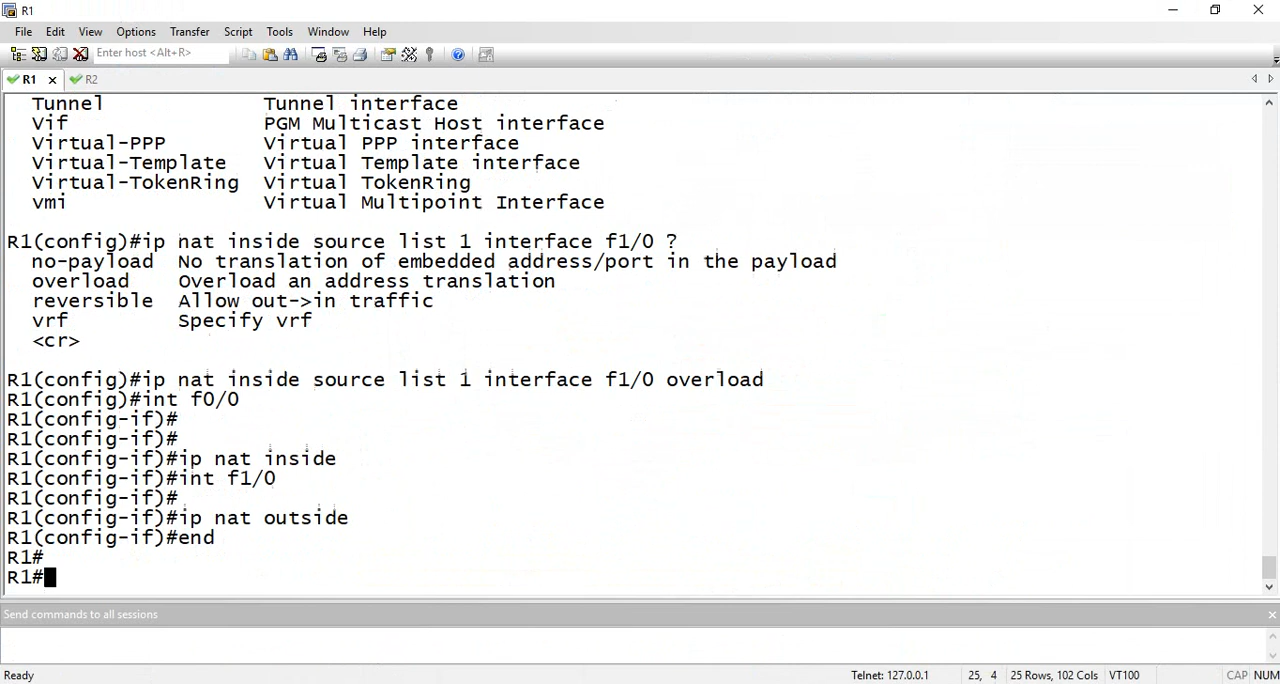 R1
File Edit View Options Transfer Script Tools Window Help
Enter host <Alt+R>
R1 R2
Tunnel Tunnel interface
Vif PGM Multicast Host interface
Virtual-PPP Virtual PPP interface
Virtual-Template Virtual Template interface
Virtual-TokenRing Virtual TokenRing
vmi Virtual Multipoint Interface
R1(config)#ip nat inside source list 1 interface f1/0 ?
no-payload No translation of embedded address/port in the payload
overload Overload an address translation
reversible Allow out->in traffic
vrf Specify vrf
<cr>
R1(config)#ip nat inside source list 1 interface f1/0 overload
R1(config)#int f0/0
R1(config-if)#
R1(config-if)#
R1(config-if)#ip nat inside
R1(config-if)#int f1/0
R1(config-if)#
R1(config-if)#ip nat outside
R1(config-if)#end
R1#
R1#
Send commands to all sessions
Ready Telnet: 127.0.0.1 25, 4 25 Rows, 102 Cols VT100 CAP NUM